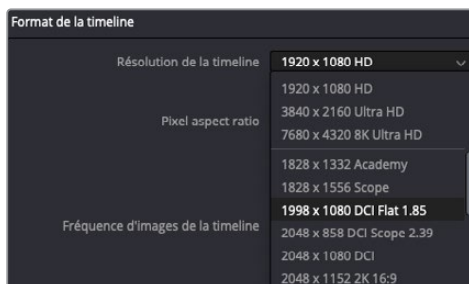 Format de la timeline
Résolution de la timeline 1920 x 1080 HD
1920 x 1080 HD
3840 x 2160 Ultra HD
Pixel aspect ratio
7680 x 4320 8K Ultra HD
1828 x 1332 Academy
1828 x 1556 Scope
1998 x 1080 DCI Flat 1.85
Fréquence d'images de la timeline
2048 x 858 DCI Scope 2.39
2048 x 1080 DCI
2048 x 1152 2K 16:9